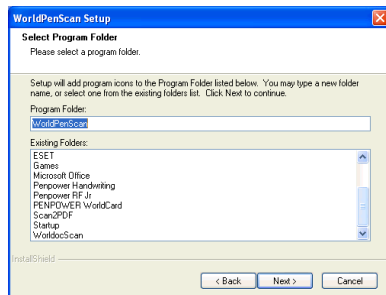 WorldPenScan Setup
Select Program Folder
Please select a program folder.
Setup will add program icons to the Program Folder listed below. You may type a new folder
name, or select one from the existing folders list. Click Next to continue.
Program Folder:
WorldPenScan
Existing Folders:
ESET
Games
Microsoft Office
Penpower Handwriting
Penpower RF Jr
PENPOWER WorldCard
Scan2PDF
Startup
WorldocScan
InstallShield
< Back Next > Cancel